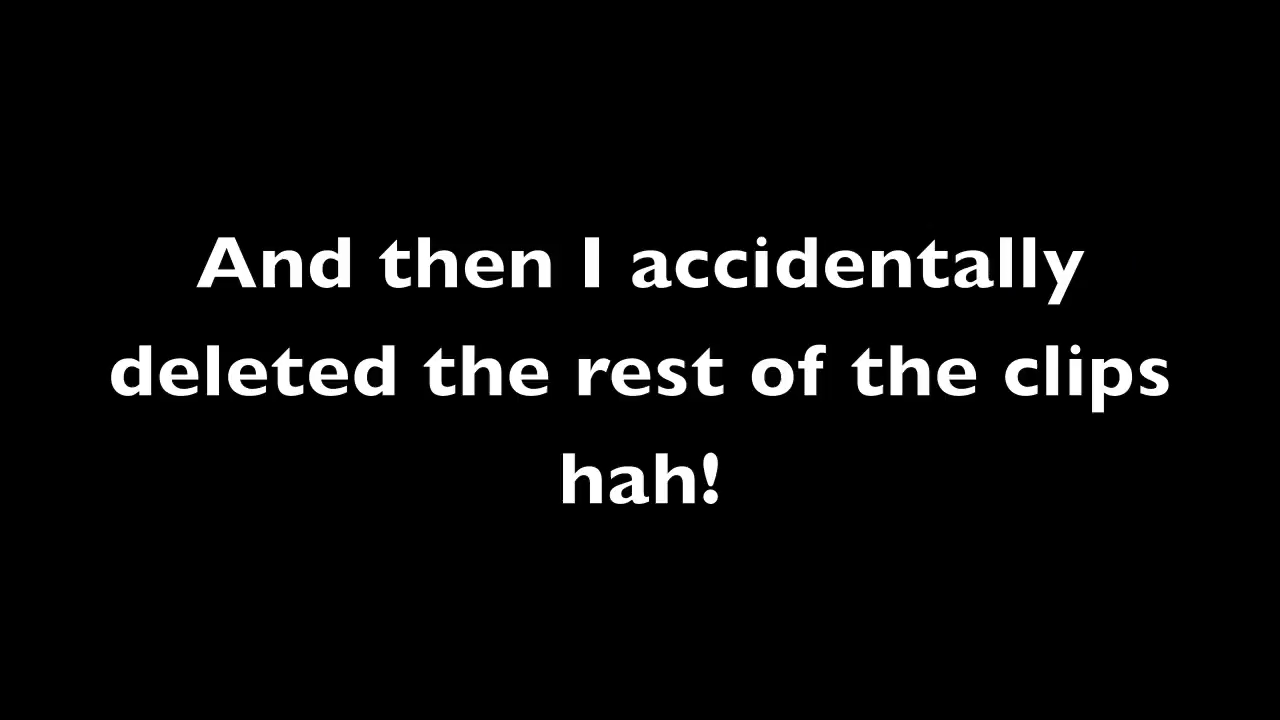 And then I accidentally
deleted the rest of the clips
hah!